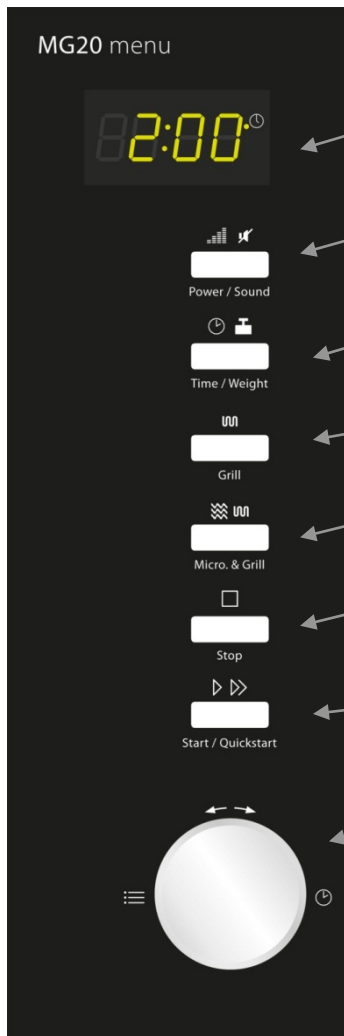 MG20 menu
2:00
Power / Sound
Time / Weight
Grill
Micro. & Grill
Stop
Start / Quickstart